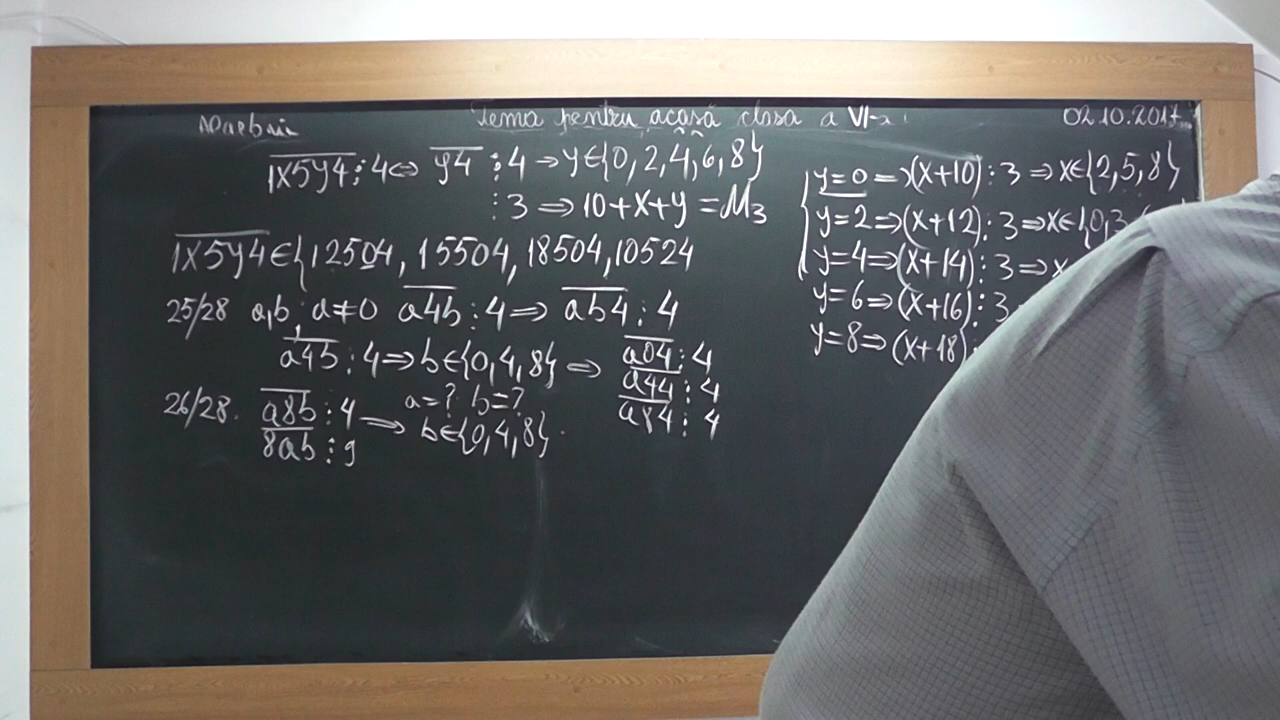 Tema pentru acasă clasa a VI-a 02.10.2017
1x5y4 ⋮ 4 ⇔ y4 ⋮ 4 ⇒ y∈{0, 2, 4, 6, 8}
⋮ 3 ⇒ 10+x+y = M3
1x5y4 ∈ {12504, 15504, 18504, 10524
25/28 a,b a≠0 a4b ⋮ 4 ⇒ ab4 ⋮ 4
a4b ⋮ 4 ⇒ b∈{0, 4, 8} ⇒ a04 ⋮ 4
a44 ⋮ 4
a84 ⋮ 4
26/28. a8b ⋮ 4 a=? b=?
8ab ⋮ 9 ⇒ b∈{0, 4, 8}.
y=0 ⇒ (x+10) ⋮ 3 ⇒ x∈{2, 5, 8}
y=2 ⇒ (x+12) ⋮ 3 ⇒ x∈{0, 3,
y=4 ⇒ (x+14) ⋮ 3 ⇒ x
y=6 ⇒ (x+16) ⋮ 3
y=8 ⇒ (x+18) ⋮